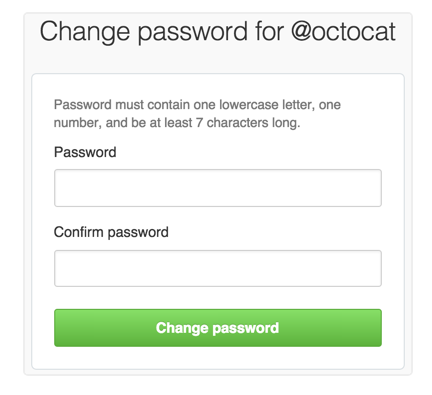 Change password for @octocat
Password must contain one lowercase letter, one
number, and be at least 7 characters long.
Password
Confirm password
Change password